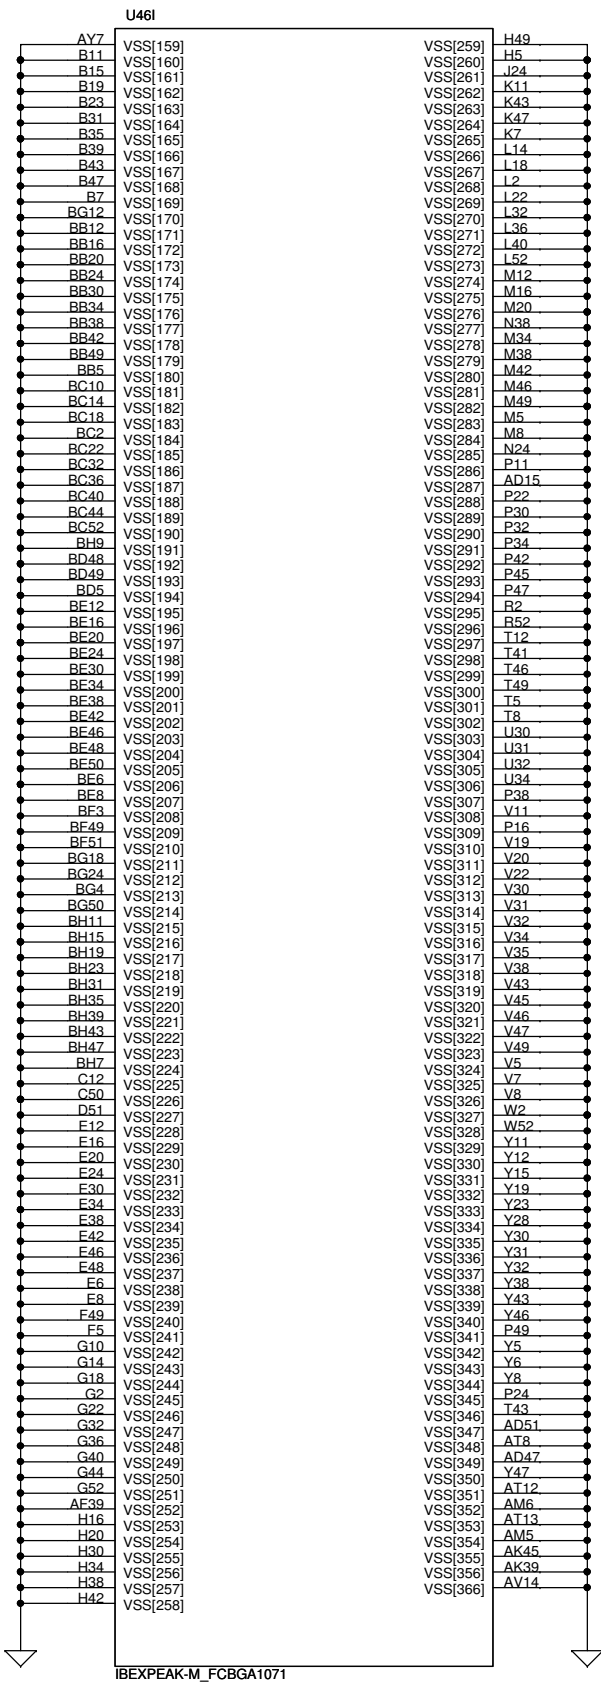 U46I
AY7 VSS[159] VSS[259] H49
B11 VSS[160] VSS[260] H5
B15 VSS[161] VSS[261] J24
B19 VSS[162] VSS[262] K11
B23 VSS[163] VSS[263] K43
B31 VSS[164] VSS[264] K47
B35 VSS[165] VSS[265] K7
B39 VSS[166] VSS[266] L14
B43 VSS[167] VSS[267] L18
B47 VSS[168] VSS[268] L2
B7 VSS[169] VSS[269] L22
BG12 VSS[170] VSS[270] L32
BB12 VSS[171] VSS[271] L36
BB16 VSS[172] VSS[272] L40
BB20 VSS[173] VSS[273] L52
BB24 VSS[174] VSS[274] M12
BB30 VSS[175] VSS[275] M16
BB34 VSS[176] VSS[276] M20
BB38 VSS[177] VSS[277] N38
BB42 VSS[178] VSS[278] M34
BB49 VSS[179] VSS[279] M38
BB5 VSS[180] VSS[280] M42
BC10 VSS[181] VSS[281] M46
BC14 VSS[182] VSS[282] M49
BC18 VSS[183] VSS[283] M5
BC2 VSS[184] VSS[284] M8
BC22 VSS[185] VSS[285] N24
BC32 VSS[186] VSS[286] P11
BC36 VSS[187] VSS[287] AD15
BC40 VSS[188] VSS[288] P22
BC44 VSS[189] VSS[289] P30
BC52 VSS[190] VSS[290] P32
BH9 VSS[191] VSS[291] P34
BD48 VSS[192] VSS[292] P42
BD49 VSS[193] VSS[293] P45
BD5 VSS[194] VSS[294] P47
BE12 VSS[195] VSS[295] R2
BE16 VSS[196] VSS[296] R52
BE20 VSS[197] VSS[297] T12
BE24 VSS[198] VSS[298] T41
BE30 VSS[199] VSS[299] T46
BE34 VSS[200] VSS[300] T49
BE38 VSS[201] VSS[301] T5
BE42 VSS[202] VSS[302] T8
BE46 VSS[203] VSS[303] U30
BE48 VSS[204] VSS[304] U31
BE50 VSS[205] VSS[305] U32
BE6 VSS[206] VSS[306] U34
BE8 VSS[207] VSS[307] P38
BF3 VSS[208] VSS[308] V11
BF49 VSS[209] VSS[309] P16
BF51 VSS[210] VSS[310] V19
BG18 VSS[211] VSS[311] V20
BG24 VSS[212] VSS[312] V22
BG4 VSS[213] VSS[313] V30
BG50 VSS[214] VSS[314] V31
BH11 VSS[215] VSS[315] V32
BH15 VSS[216] VSS[316] V34
BH19 VSS[217] VSS[317] V35
BH23 VSS[218] VSS[318] V38
BH31 VSS[219] VSS[319] V43
BH35 VSS[220] VSS[320] V45
BH39 VSS[221] VSS[321] V46
BH43 VSS[222] VSS[322] V47
BH47 VSS[223] VSS[323] V49
BH7 VSS[224] VSS[324] V5
C12 VSS[225] VSS[325] V7
C50 VSS[226] VSS[326] V8
D51 VSS[227] VSS[327] W2
E12 VSS[228] VSS[328] W52
E16 VSS[229] VSS[329] Y11
E20 VSS[230] VSS[330] Y12
E24 VSS[231] VSS[331] Y15
E30 VSS[232] VSS[332] Y19
E34 VSS[233] VSS[333] Y23
E38 VSS[234] VSS[334] Y28
E42 VSS[235] VSS[335] Y30
E46 VSS[236] VSS[336] Y31
E48 VSS[237] VSS[337] Y32
E6 VSS[238] VSS[338] Y38
E8 VSS[239] VSS[339] Y43
F49 VSS[240] VSS[340] Y46
F5 VSS[241] VSS[341] P49
G10 VSS[242] VSS[342] Y5
G14 VSS[243] VSS[343] Y6
G18 VSS[244] VSS[344] Y8
G2 VSS[245] VSS[345] P24
G22 VSS[246] VSS[346] T43
G32 VSS[247] VSS[347] AD51
G36 VSS[248] VSS[348] AT8
G40 VSS[249] VSS[349] AD47
G44 VSS[250] VSS[350] Y47
G52 VSS[251] VSS[351] AT12
AF39 VSS[252] VSS[352] AM6
H16 VSS[253] VSS[353] AT13
H20 VSS[254] VSS[354] AM5
H30 VSS[255] VSS[355] AK45
H34 VSS[256] VSS[356] AK39
H38 VSS[257] VSS[366] AV14
H42 VSS[258]
IBEXPEAK-M_FCBGA1071